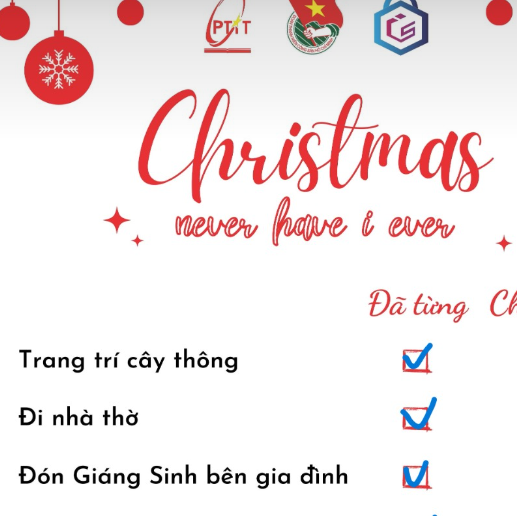 PTIT
Christmas
never have i ever
Đã từng Ch
Trang trí cây thông
Đi nhà thờ
Đón Giáng Sinh bên gia đình